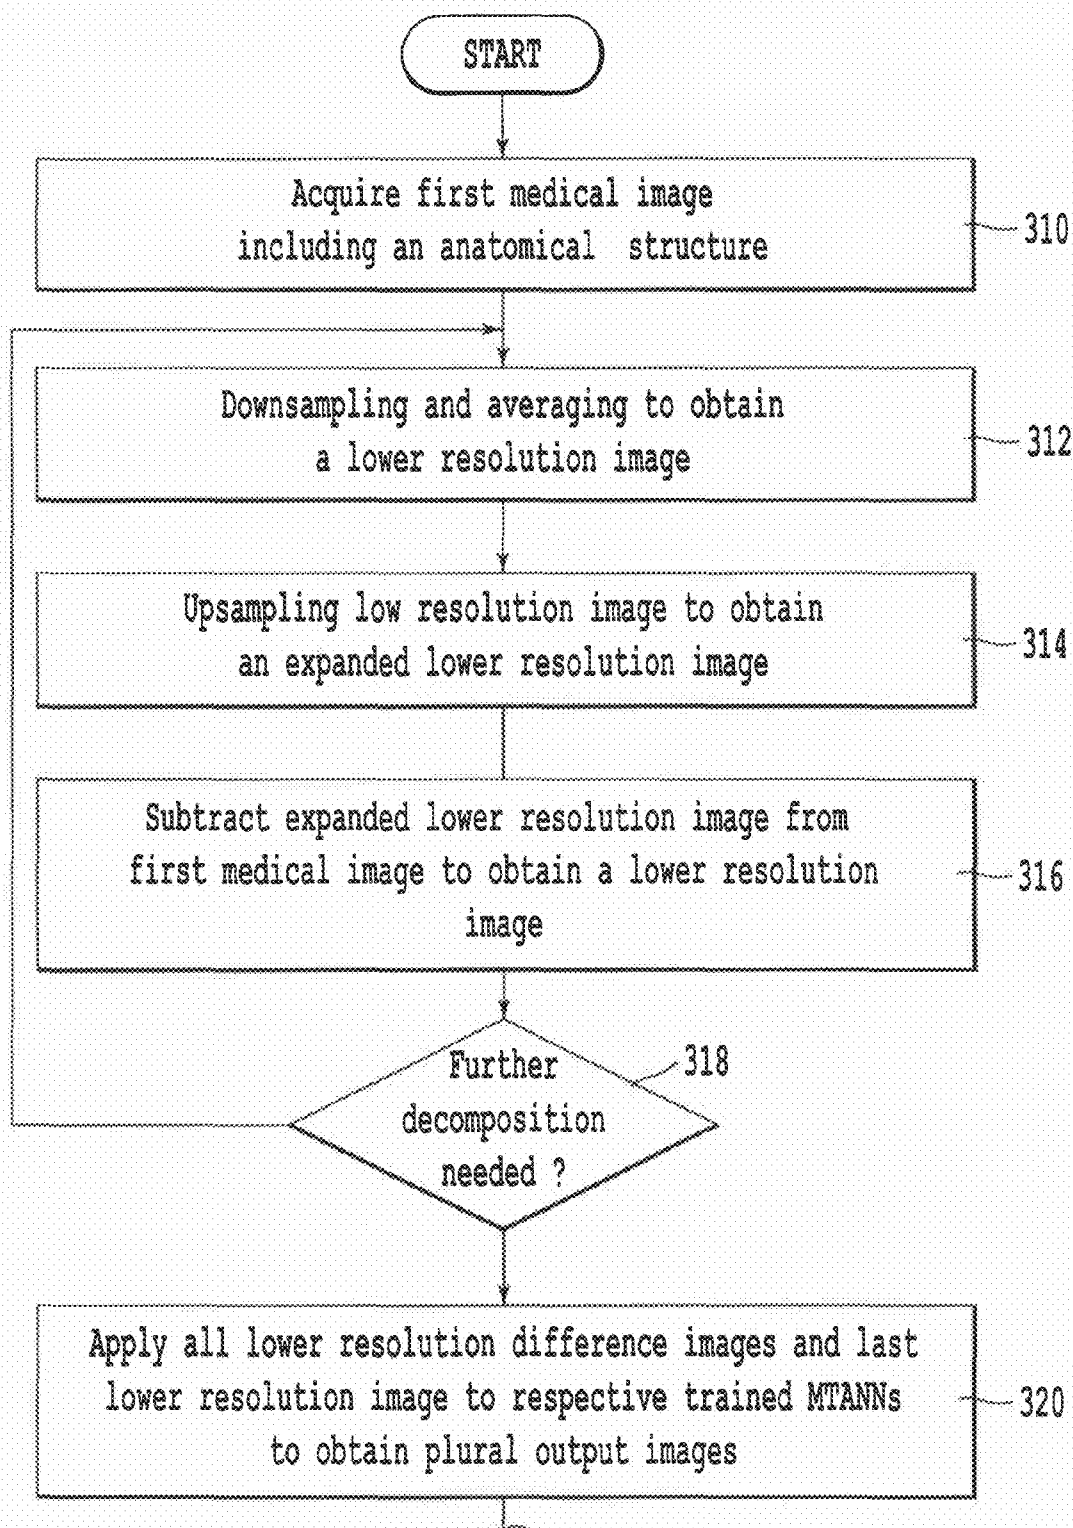 START
Acquire first medical image
including an anatomical structure
310
Downsampling and averaging to obtain
a lower resolution image
312
Upsampling low resolution image to obtain
an expanded lower resolution image
314
Subtract expanded lower resolution image from
first medical image to obtain a lower resolution
image
316
Further
decomposition
needed ?
318
Apply all lower resolution difference images and last
lower resolution image to respective trained MTANNs
to obtain plural output images
320